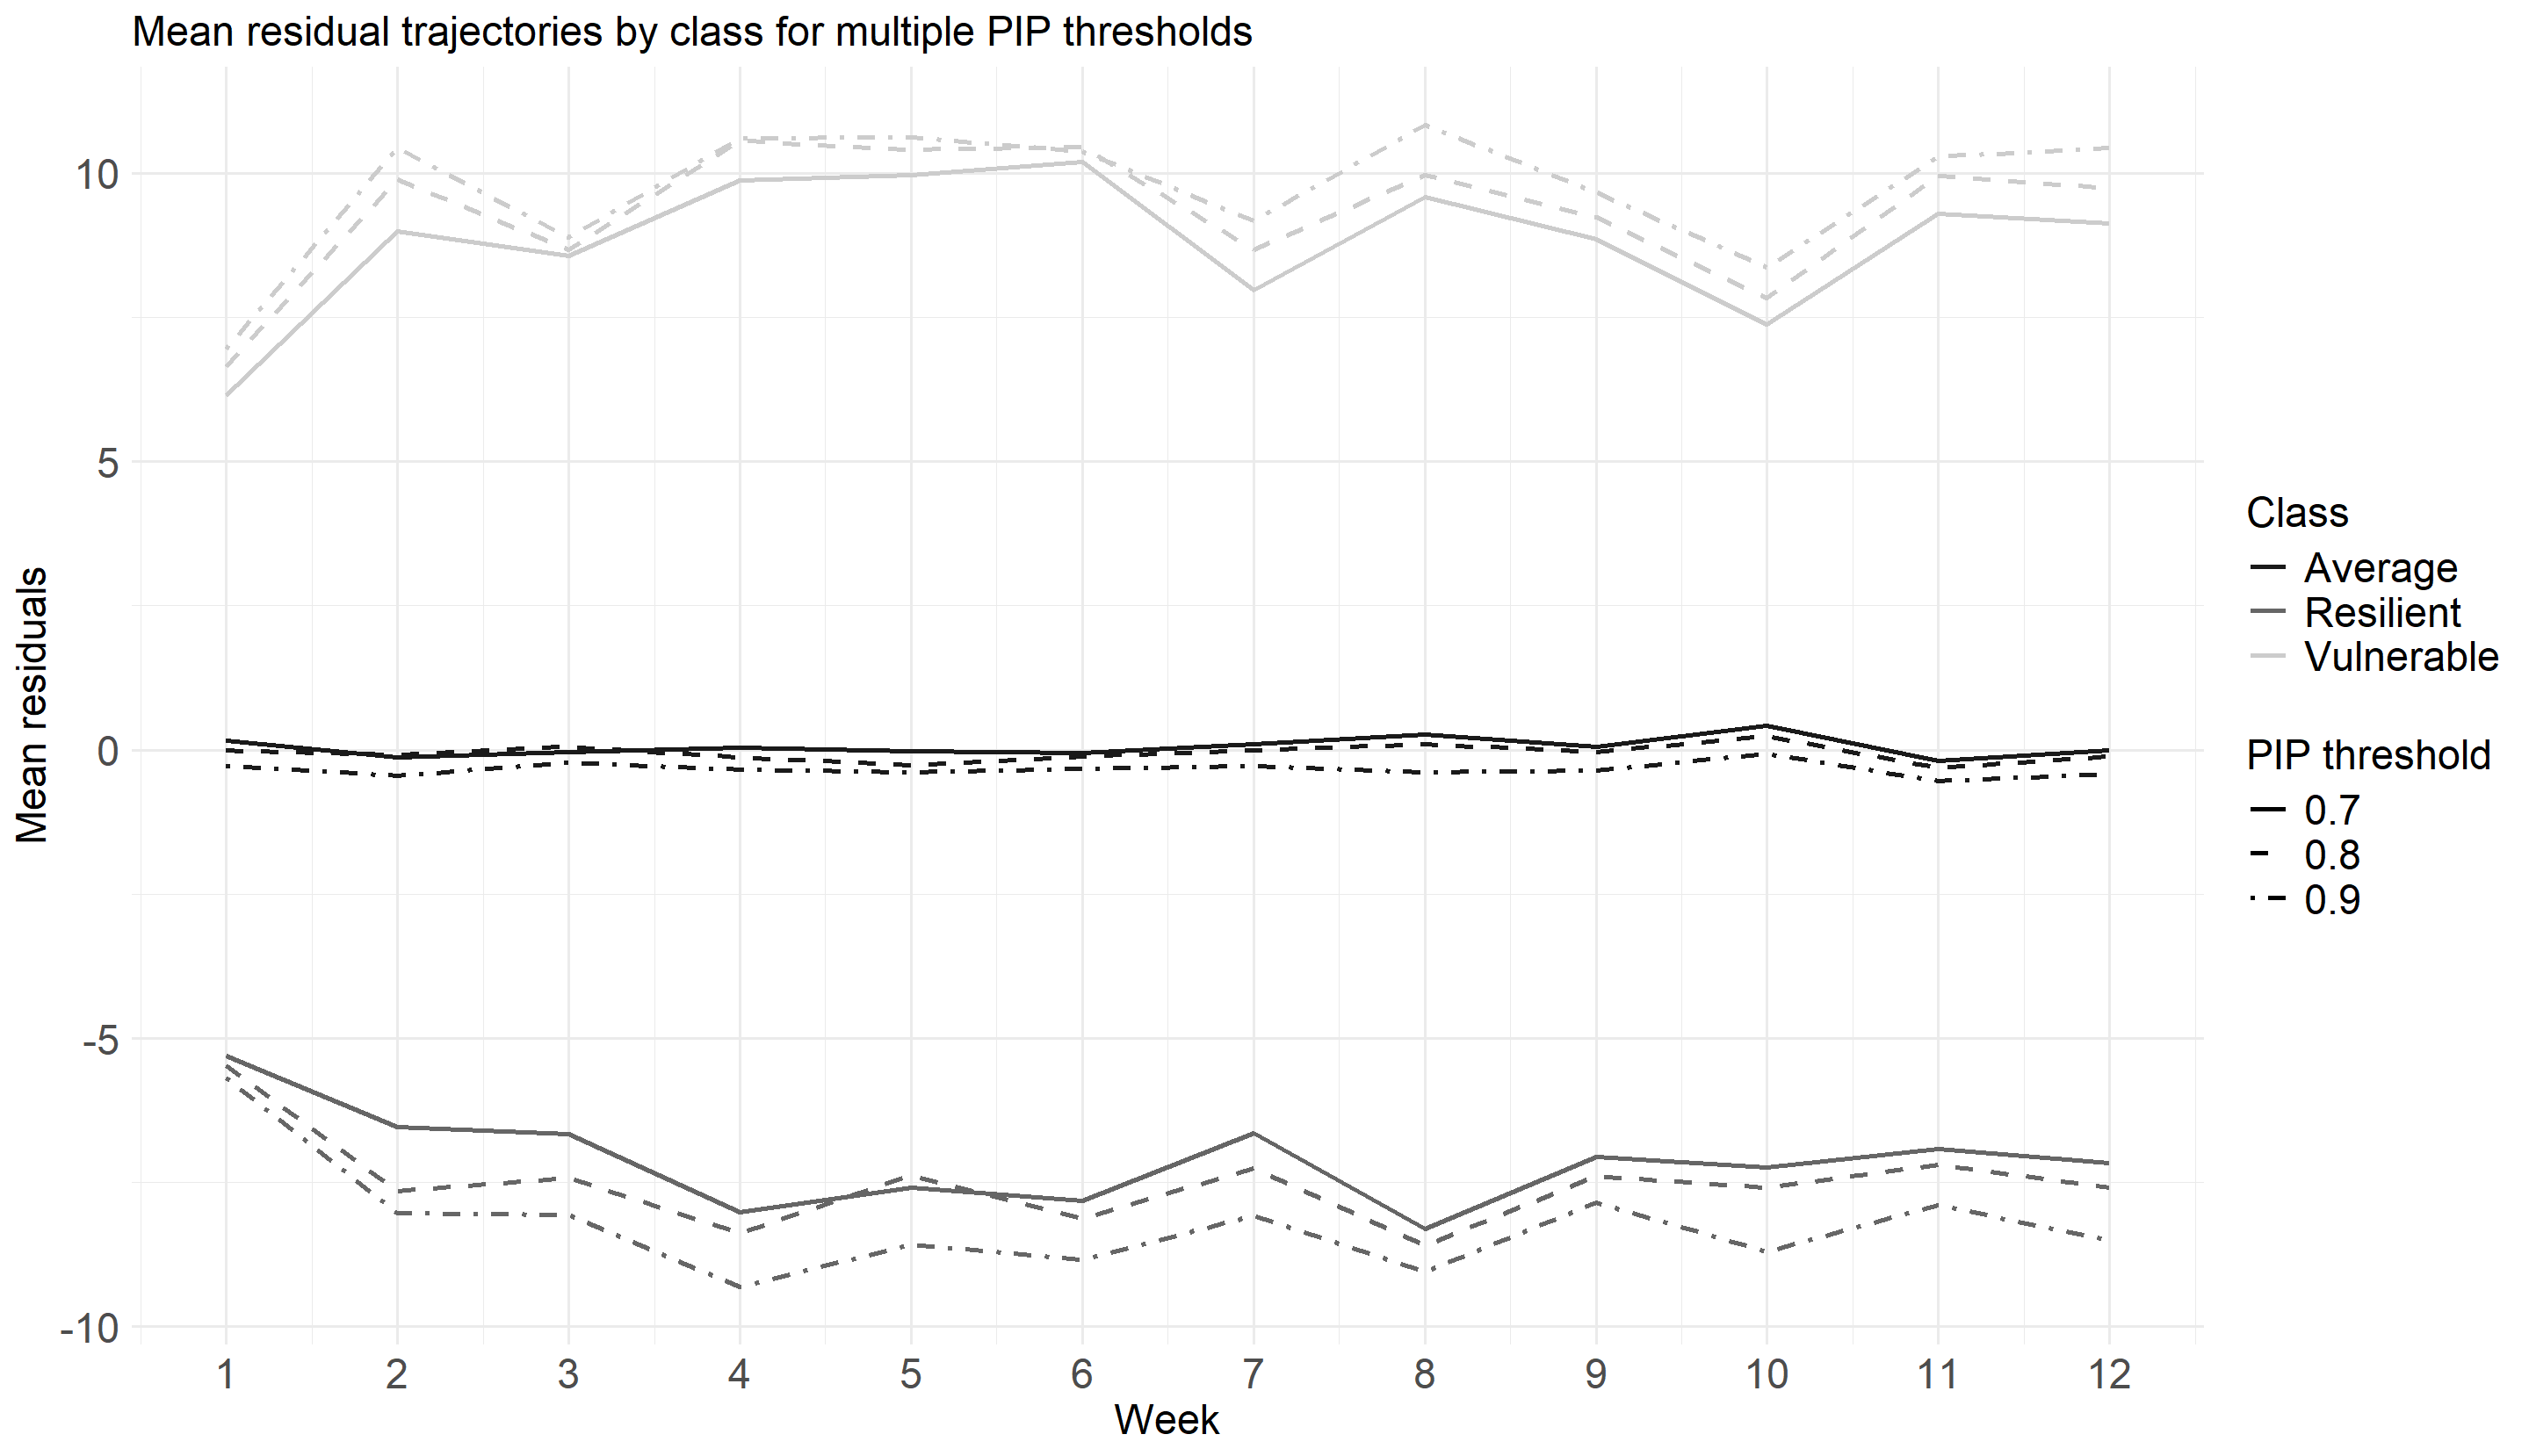 Mean residual trajectories by class for multiple PIP thresholds
10
5
0
-5
-10
Mean residuals
1 2 3 4 5 6 7 8 9 10 11 12
Week
Class
Average
Resilient
Vulnerable
PIP threshold
0.7
0.8
0.9